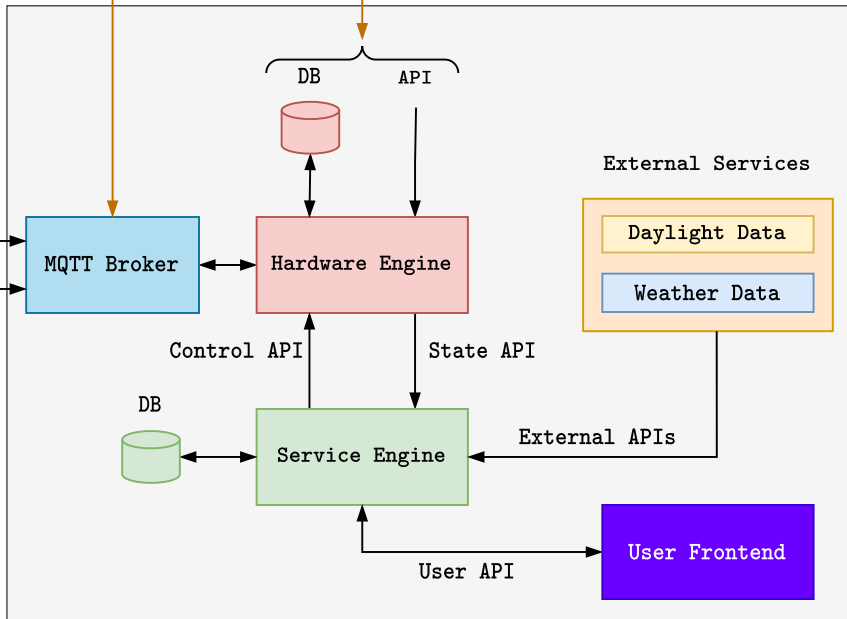 DB
API
External Services
Daylight Data
MQTT Broker
Hardware Engine
Weather Data
Control API
State API
DB
External APIs
Service Engine
User Frontend
User API